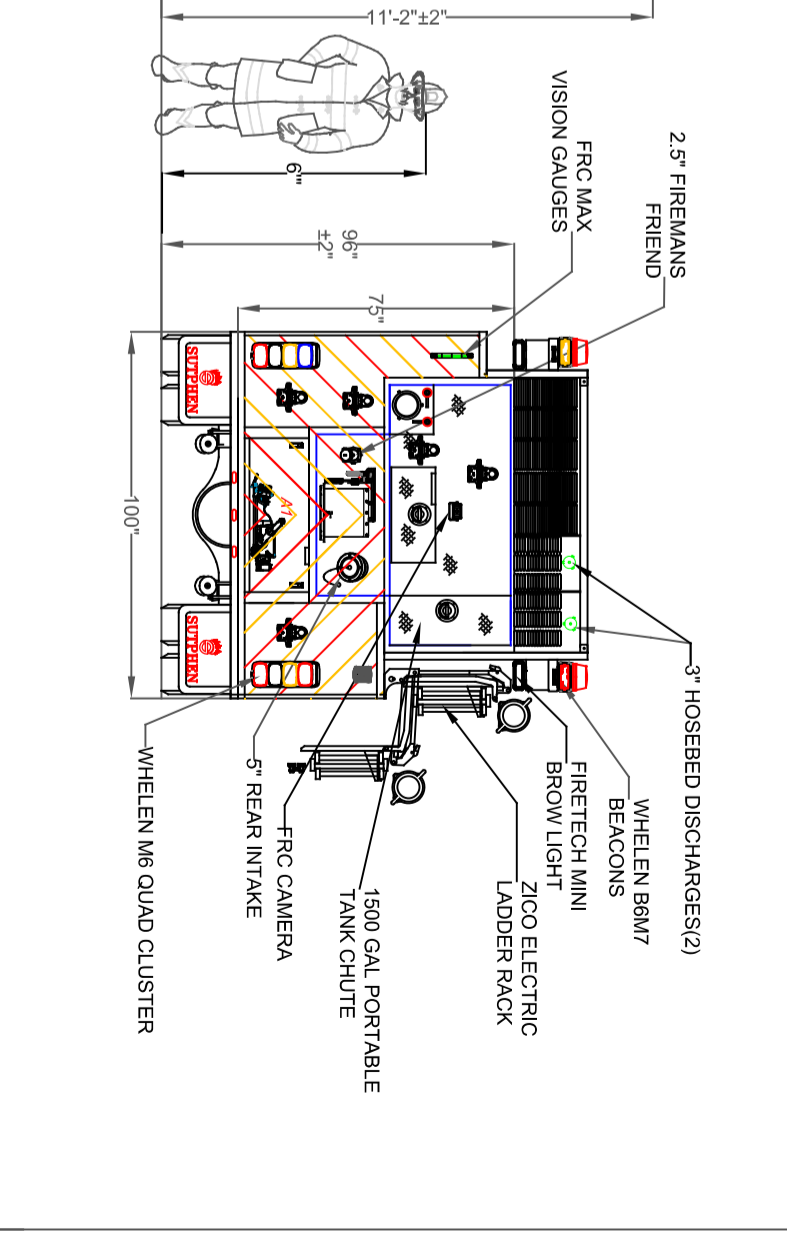 11'-2"±2"
6'"
96"
±2"
75"
100"
FRC MAX
VISION GAUGES
2.5" FIREMANS
FRIEND
3" HOSEBED DISCHARGES(2)
WHELEN B6M7
BEACONS
FIRETECH MINI
BROW LIGHT
ZICO ELECTRIC
LADDER RACK
1500 GAL PORTABLE
TANK CHUTE
FRC CAMERA
5" REAR INTAKE
WHELEN M6 QUAD CLUSTER
SUTPHEN
SUTPHEN
A1